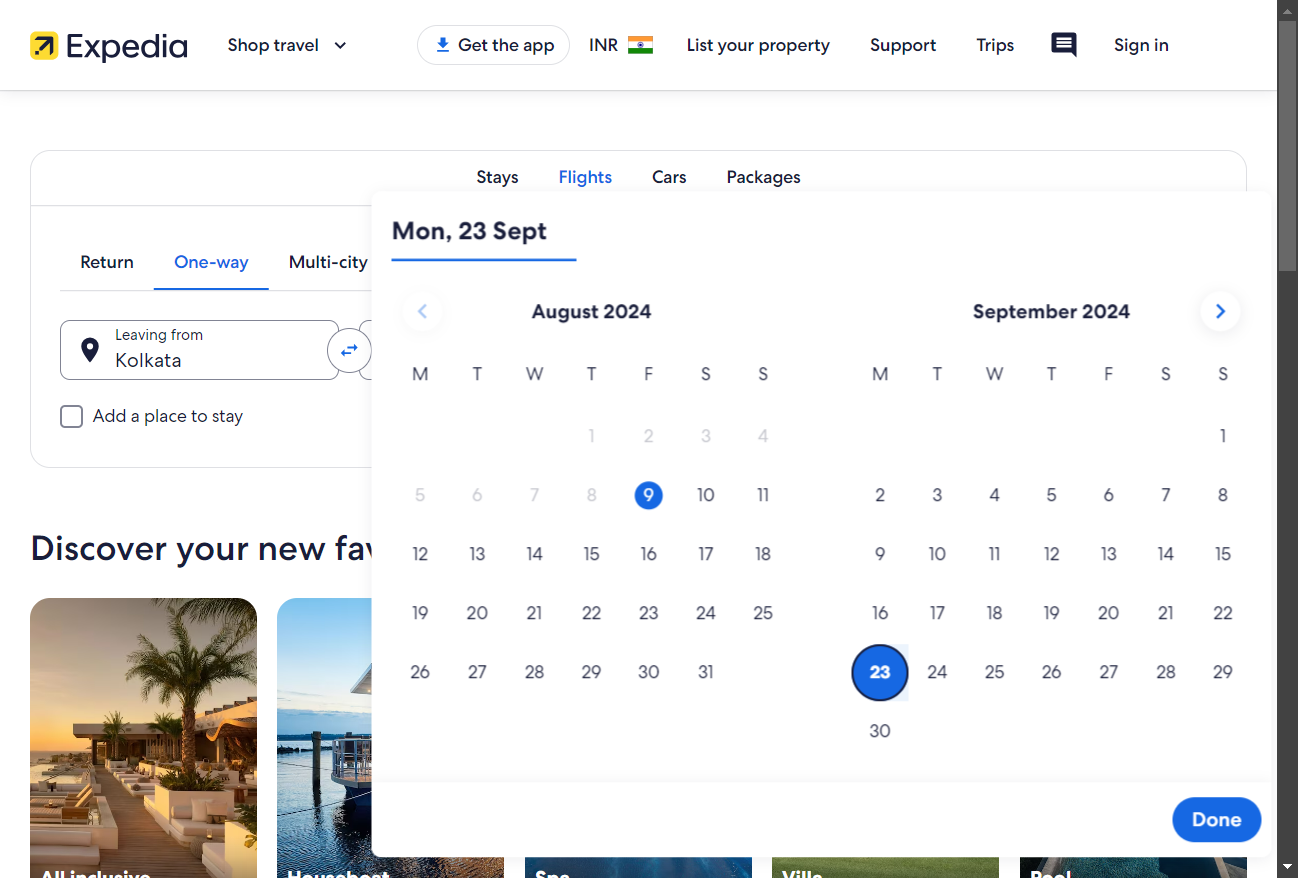 Expedia Shop travel Get the app INR List your property Support Trips Sign in
Stays Flights Cars Packages
Return One-way Multi-city
Leaving from
Kolkata
Add a place to stay
Mon, 23 Sept
August 2024
M T W T F S S
1 2 3 4
5 6 7 8 9 10 11
12 13 14 15 16 17 18
19 20 21 22 23 24 25
26 27 28 29 30 31
September 2024
M T W T F S S
1
2 3 4 5 6 7 8
9 10 11 12 13 14 15
16 17 18 19 20 21 22
23 24 25 26 27 28 29
30
Done
Discover your new
All inclusive
Houseboat
Spa
Villa
Pool